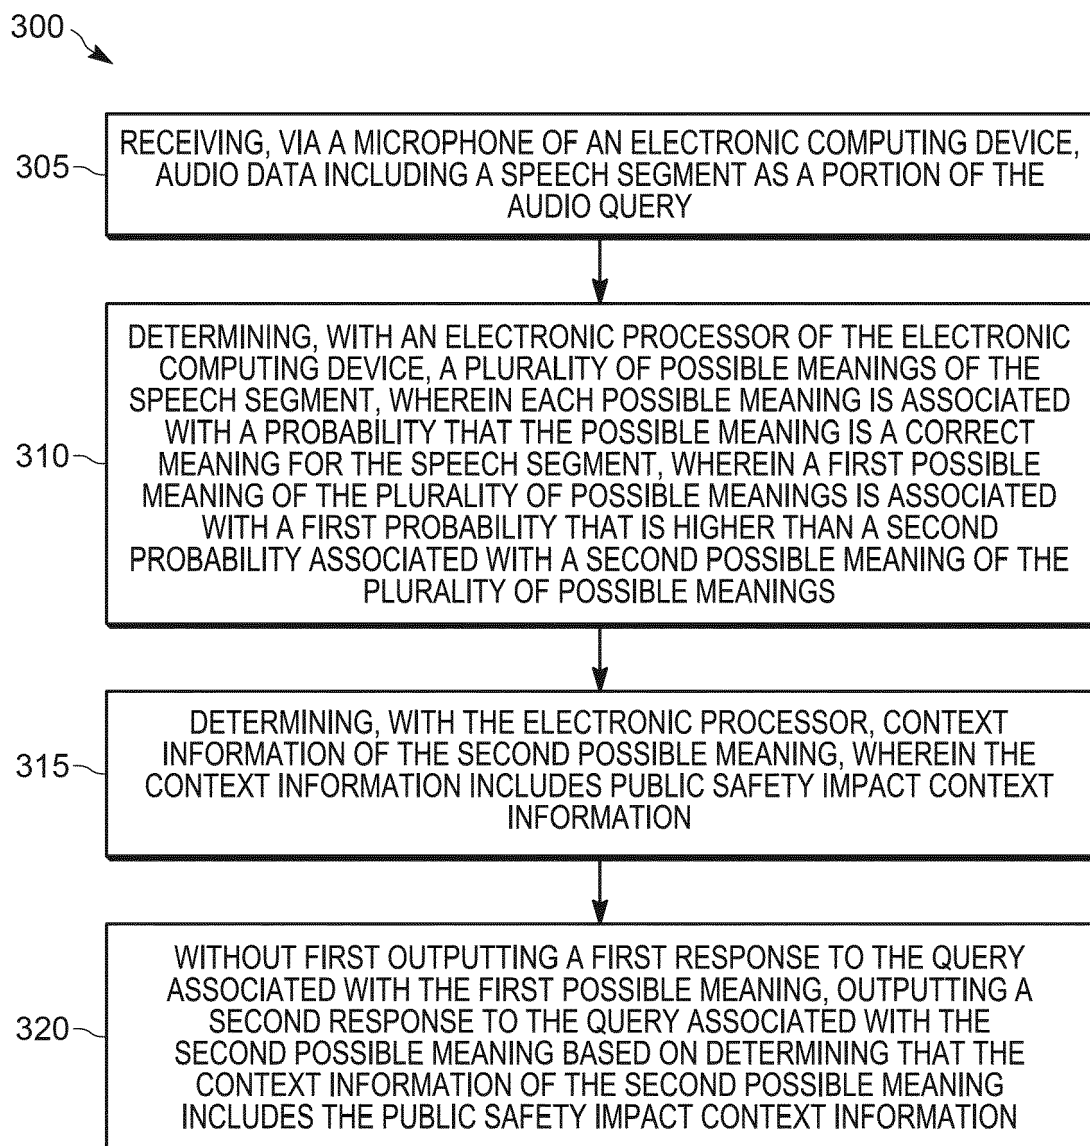 300
305
RECEIVING, VIA A MICROPHONE OF AN ELECTRONIC COMPUTING DEVICE,
AUDIO DATA INCLUDING A SPEECH SEGMENT AS A PORTION OF THE
AUDIO QUERY
310
DETERMINING, WITH AN ELECTRONIC PROCESSOR OF THE ELECTRONIC
COMPUTING DEVICE, A PLURALITY OF POSSIBLE MEANINGS OF THE
SPEECH SEGMENT, WHEREIN EACH POSSIBLE MEANING IS ASSOCIATED
WITH A PROBABILITY THAT THE POSSIBLE MEANING IS A CORRECT
MEANING FOR THE SPEECH SEGMENT, WHEREIN A FIRST POSSIBLE
MEANING OF THE PLURALITY OF POSSIBLE MEANINGS IS ASSOCIATED
WITH A FIRST PROBABILITY THAT IS HIGHER THAN A SECOND
PROBABILITY ASSOCIATED WITH A SECOND POSSIBLE MEANING OF THE
PLURALITY OF POSSIBLE MEANINGS
315
DETERMINING, WITH THE ELECTRONIC PROCESSOR, CONTEXT
INFORMATION OF THE SECOND POSSIBLE MEANING, WHEREIN THE
CONTEXT INFORMATION INCLUDES PUBLIC SAFETY IMPACT CONTEXT
INFORMATION
320
WITHOUT FIRST OUTPUTTING A FIRST RESPONSE TO THE QUERY
ASSOCIATED WITH THE FIRST POSSIBLE MEANING, OUTPUTTING A
SECOND RESPONSE TO THE QUERY ASSOCIATED WITH THE
SECOND POSSIBLE MEANING BASED ON DETERMINING THAT THE
CONTEXT INFORMATION OF THE SECOND POSSIBLE MEANING
INCLUDES THE PUBLIC SAFETY IMPACT CONTEXT INFORMATION